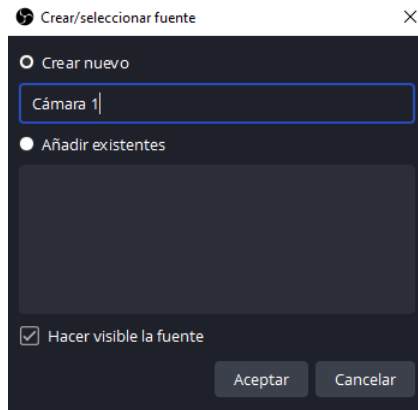 Crear/seleccionar fuente
Crear nuevo
Cámara 1
Añadir existentes
Hacer visible la fuente
Aceptar Cancelar